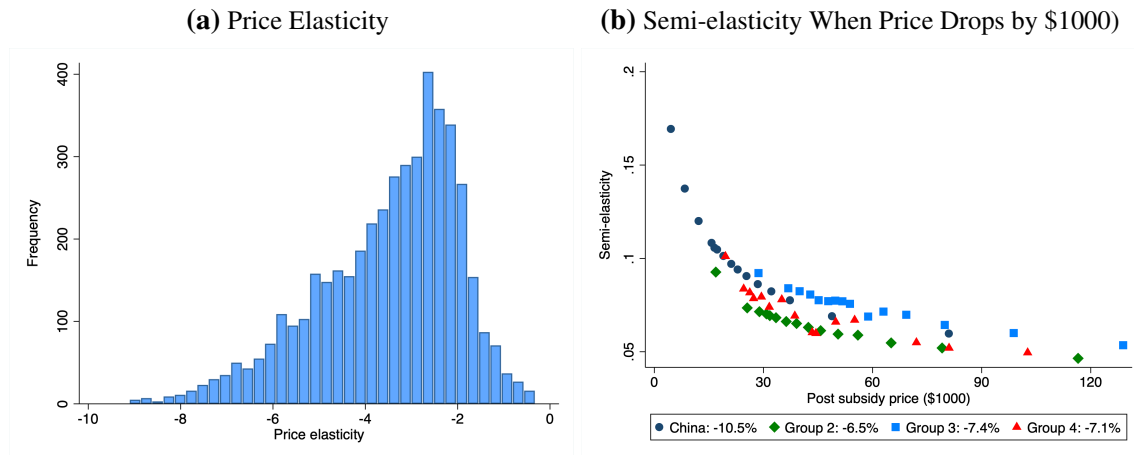 (a) Price Elasticity
400
300
200
100
0
Frequency
-10 -8 -6 -4 -2 0
Price elasticity
(b) Semi-elasticity When Price Drops by $1000)
.2
.15
.1
.05
Semi-elasticity
0 30 60 90 120
Post subsidy price ($1000)
China: -10.5% Group 2: -6.5% Group 3: -7.4% Group 4: -7.1%